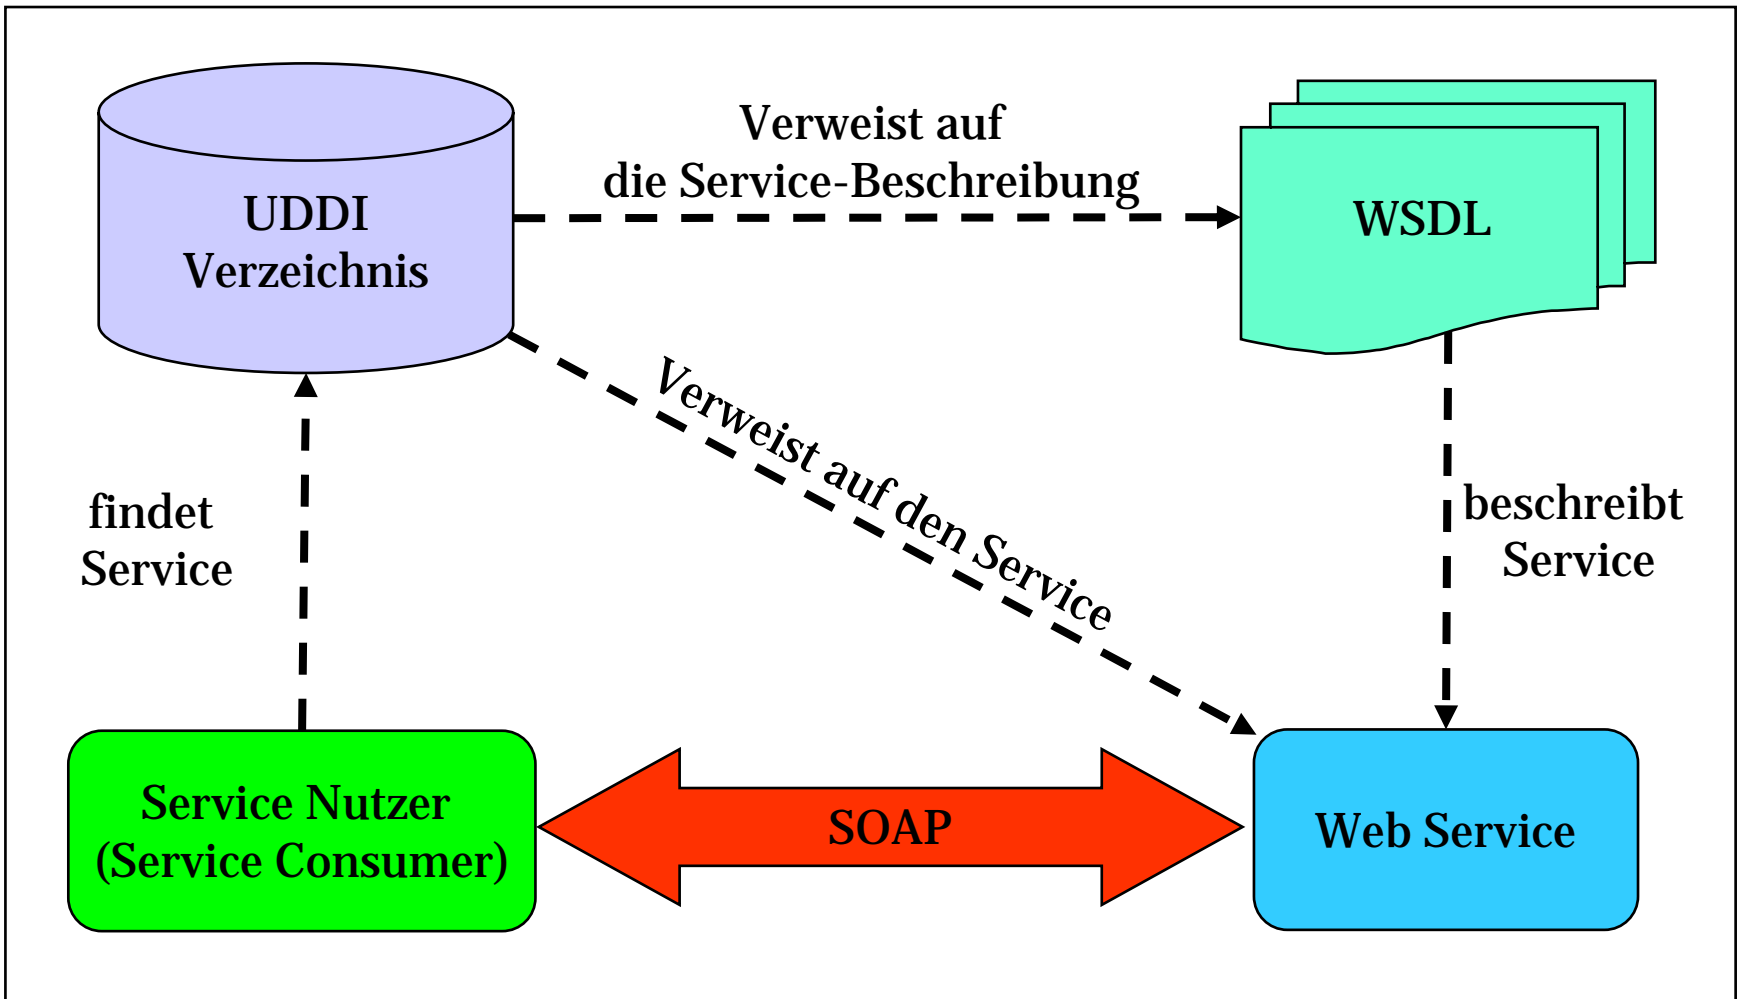 Verweist auf
die Service-Beschreibung
UDDI
Verzeichnis
WSDL
Verweist auf den Service
findet
Service
beschreibt
Service
Service Nutzer
(Service Consumer)
SOAP
Web Service